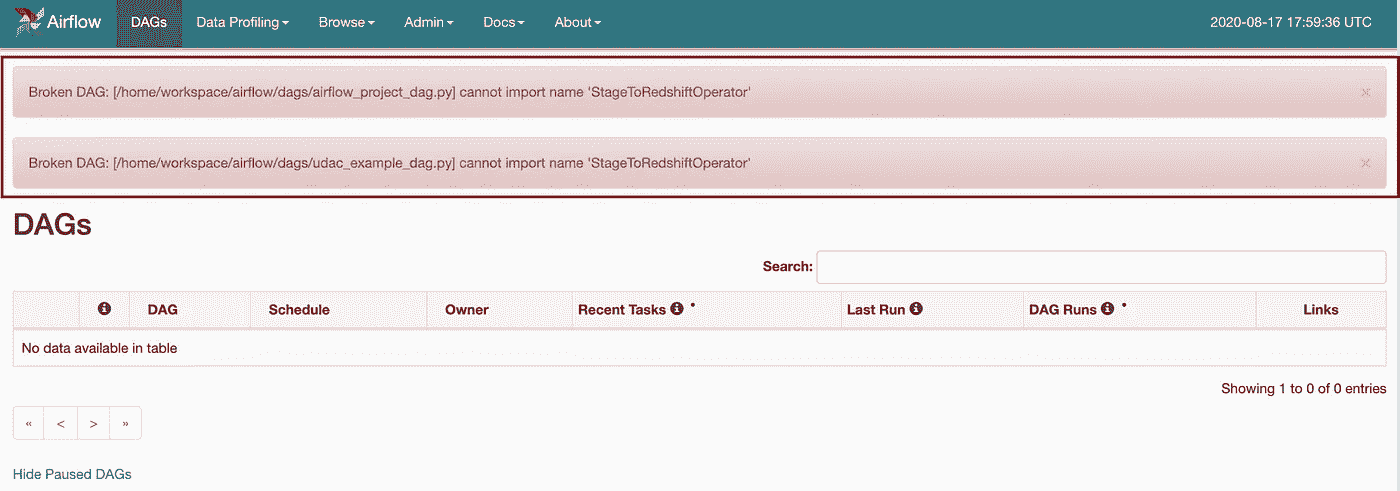 Airflow DAGs Data Profiling Browse Admin Docs About 2020-08-17 17:59:36 UTC
Broken DAG: [/home/workspace/airflow/dags/airflow_project_dag.py] cannot import name 'StageToRedshiftOperator' ×
Broken DAG: [/home/workspace/airflow/dags/udac_example_dag.py] cannot import name 'StageToRedshiftOperator' ×
DAGs
Search:
DAG Schedule Owner Recent Tasks Last Run DAG Runs Links
No data available in table
Showing 1 to 0 of 0 entries
« < > »
Hide Paused DAGs